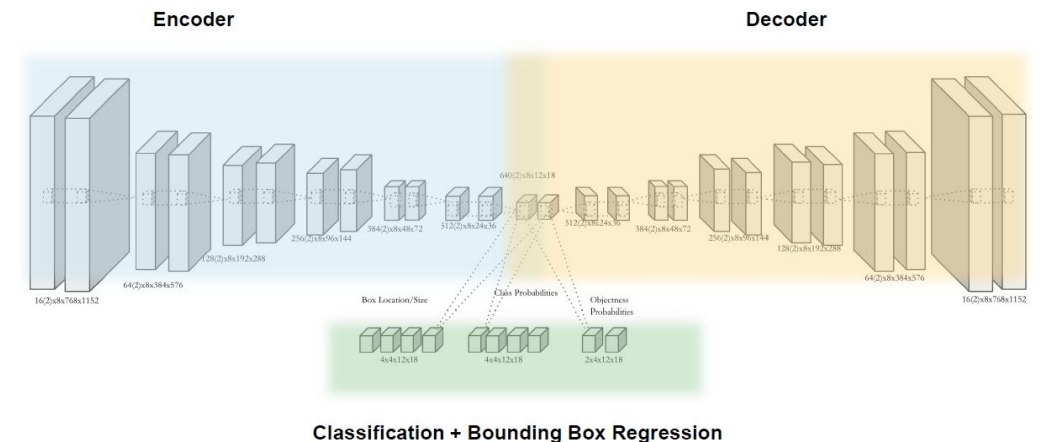 Encoder
Decoder
640(2)x8x12x18
384(2)x8x48x72
512(2)x8x24x36
512(2)x8x24x36
384(2)x8x48x72
256(2)x8x96x144
256(2)x8x96x144
128(2)x8x192x288
128(2)x8x192x288
64(2)x8x384x576
64(2)x8x384x576
16(2)x8x768x1152
16(2)x8x768x1152
Box Location/Size
Class Probabilities
Objectness
Probabilities
4x4x12x18
4x4x12x18
2x4x12x18
Classification + Bounding Box Regression